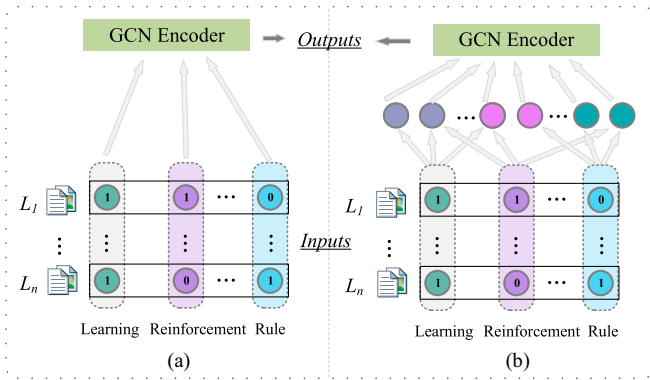 GCN Encoder
Outputs
GCN Encoder
... ...
L1 1 1 ... 0
L1 1 1 ... 0
⋮ ⋮ ⋮ ⋮ Inputs ⋮ ⋮ ⋮ ⋮
Ln 1 0 ... 1
Ln 1 0 ... 1
Learning Reinforcement Rule
Learning Reinforcement Rule
(a)
(b)